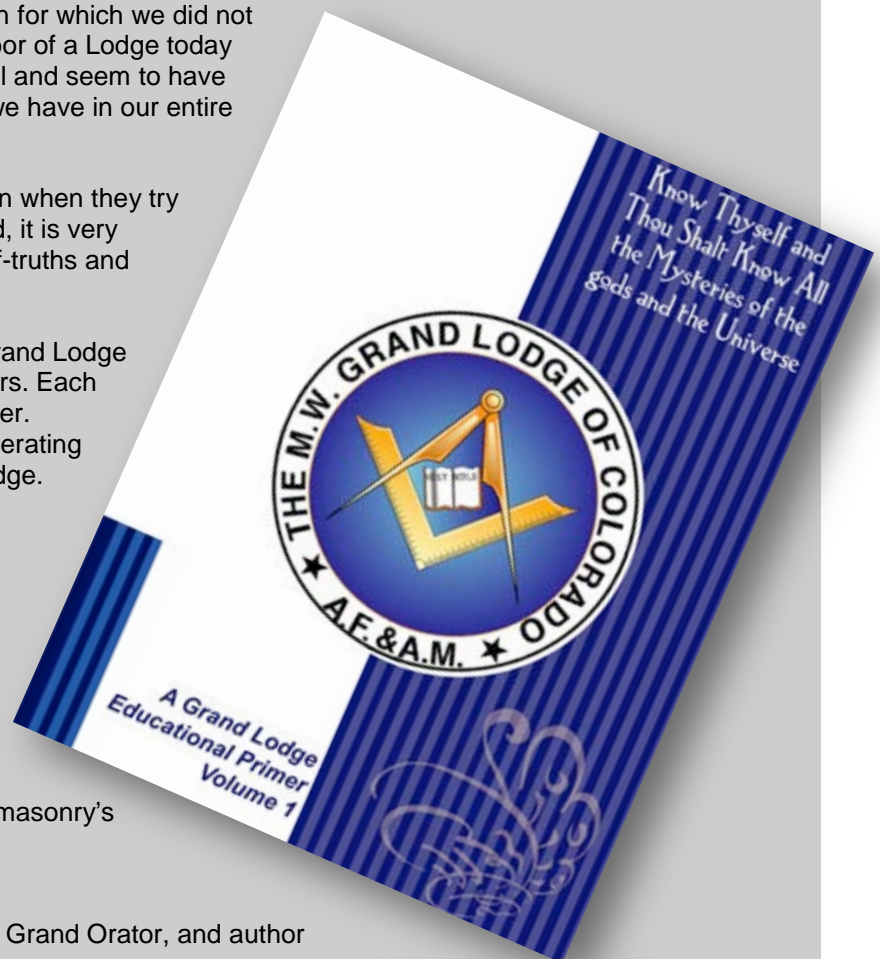 n for which we did not
oor of a Lodge today
l and seem to have
we have in our entire
n when they try
d, it is very
f-truths and
rand Lodge
rs. Each
er.
erating
dge.
masonry’s
Grand Orator, and author
Know Thyself and
Thou Shalt Know All
the Mysteries of the
gods and the Universe
★ THE M.W. GRAND LODGE OF COLORADO ★
A.F. & A.M.
HOLY BIBLE
A Grand Lodge
Educational Primer
Volume 1